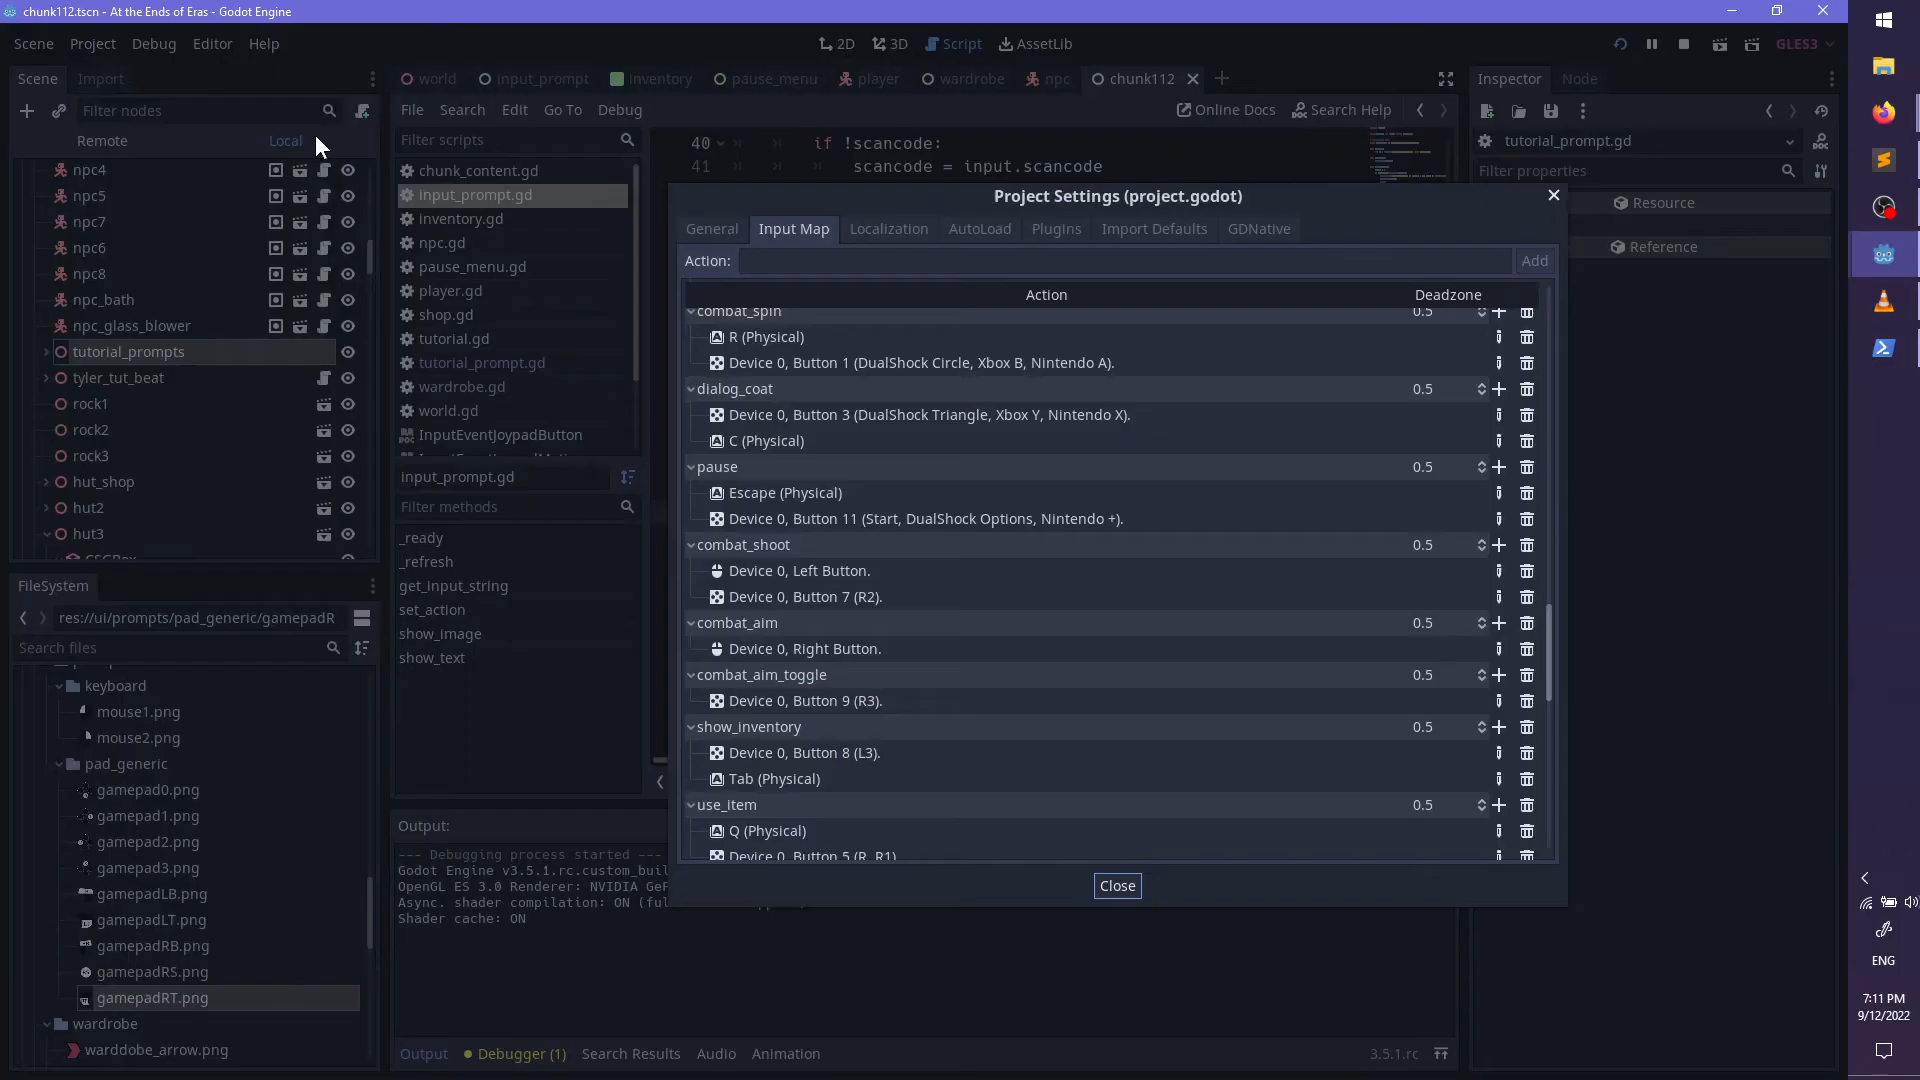 chunk112.tscn - At the Ends of Eras - Godot Engine
Scene Project Debug Editor Help
2D 3D Script AssetLib
GLES3
Scene Import
world input_prompt inventory pause_menu player wardrobe npc chunk112
Inspector Node
Filter nodes
File Search Edit Go To Debug
Online Docs Search Help
Remote Local
Filter scripts
40 if !scancode:
41 scancode = input.scancode
tutorial_prompt.gd
Filter properties
Resource
Reference
npc4
npc5
npc7
npc6
npc8
npc_bath
npc_glass_blower
tutorial_prompts
tyler_tut_beat
rock1
rock2
rock3
hut_shop
hut2
hut3
chunk_content.gd
input_prompt.gd
inventory.gd
npc.gd
pause_menu.gd
player.gd
shop.gd
tutorial.gd
tutorial_prompt.gd
wardrobe.gd
world.gd
InputEventJoypadButton
input_prompt.gd
Filter methods
_ready
_refresh
get_input_string
set_action
show_image
show_text
Project Settings (project.godot)
General Input Map Localization AutoLoad Plugins Import Defaults GDNative
Action: Add
Action Deadzone
combat_spin 0.5
R (Physical)
Device 0, Button 1 (DualShock Circle, Xbox B, Nintendo A).
dialog_coat 0.5
Device 0, Button 3 (DualShock Triangle, Xbox Y, Nintendo X).
C (Physical)
pause 0.5
Escape (Physical)
Device 0, Button 11 (Start, DualShock Options, Nintendo +).
combat_shoot 0.5
Device 0, Left Button.
Device 0, Button 7 (R2).
combat_aim 0.5
Device 0, Right Button.
combat_aim_toggle 0.5
Device 0, Button 9 (R3).
show_inventory 0.5
Device 0, Button 8 (L3).
Tab (Physical)
use_item 0.5
Q (Physical)
Device 0, Button 5 (R, R1)
Close
FileSystem
res://ui/prompts/pad_generic/gamepadR
Search files
keyboard
mouse1.png
mouse2.png
pad_generic
gamepad0.png
gamepad1.png
gamepad2.png
gamepad3.png
gamepadLB.png
gamepadLT.png
gamepadRB.png
gamepadRS.png
gamepadRT.png
wardrobe
warddobe_arrow.png
Output:
--- Debugging process started ---
Godot Engine v3.5.1.rc.custom_buil
OpenGL ES 3.0 Renderer: NVIDIA GeF
Async. shader compilation: ON (ful
Shader cache: ON
Output Debugger (1) Search Results Audio Animation
3.5.1.rc
ENG
7:11 PM
9/12/2022